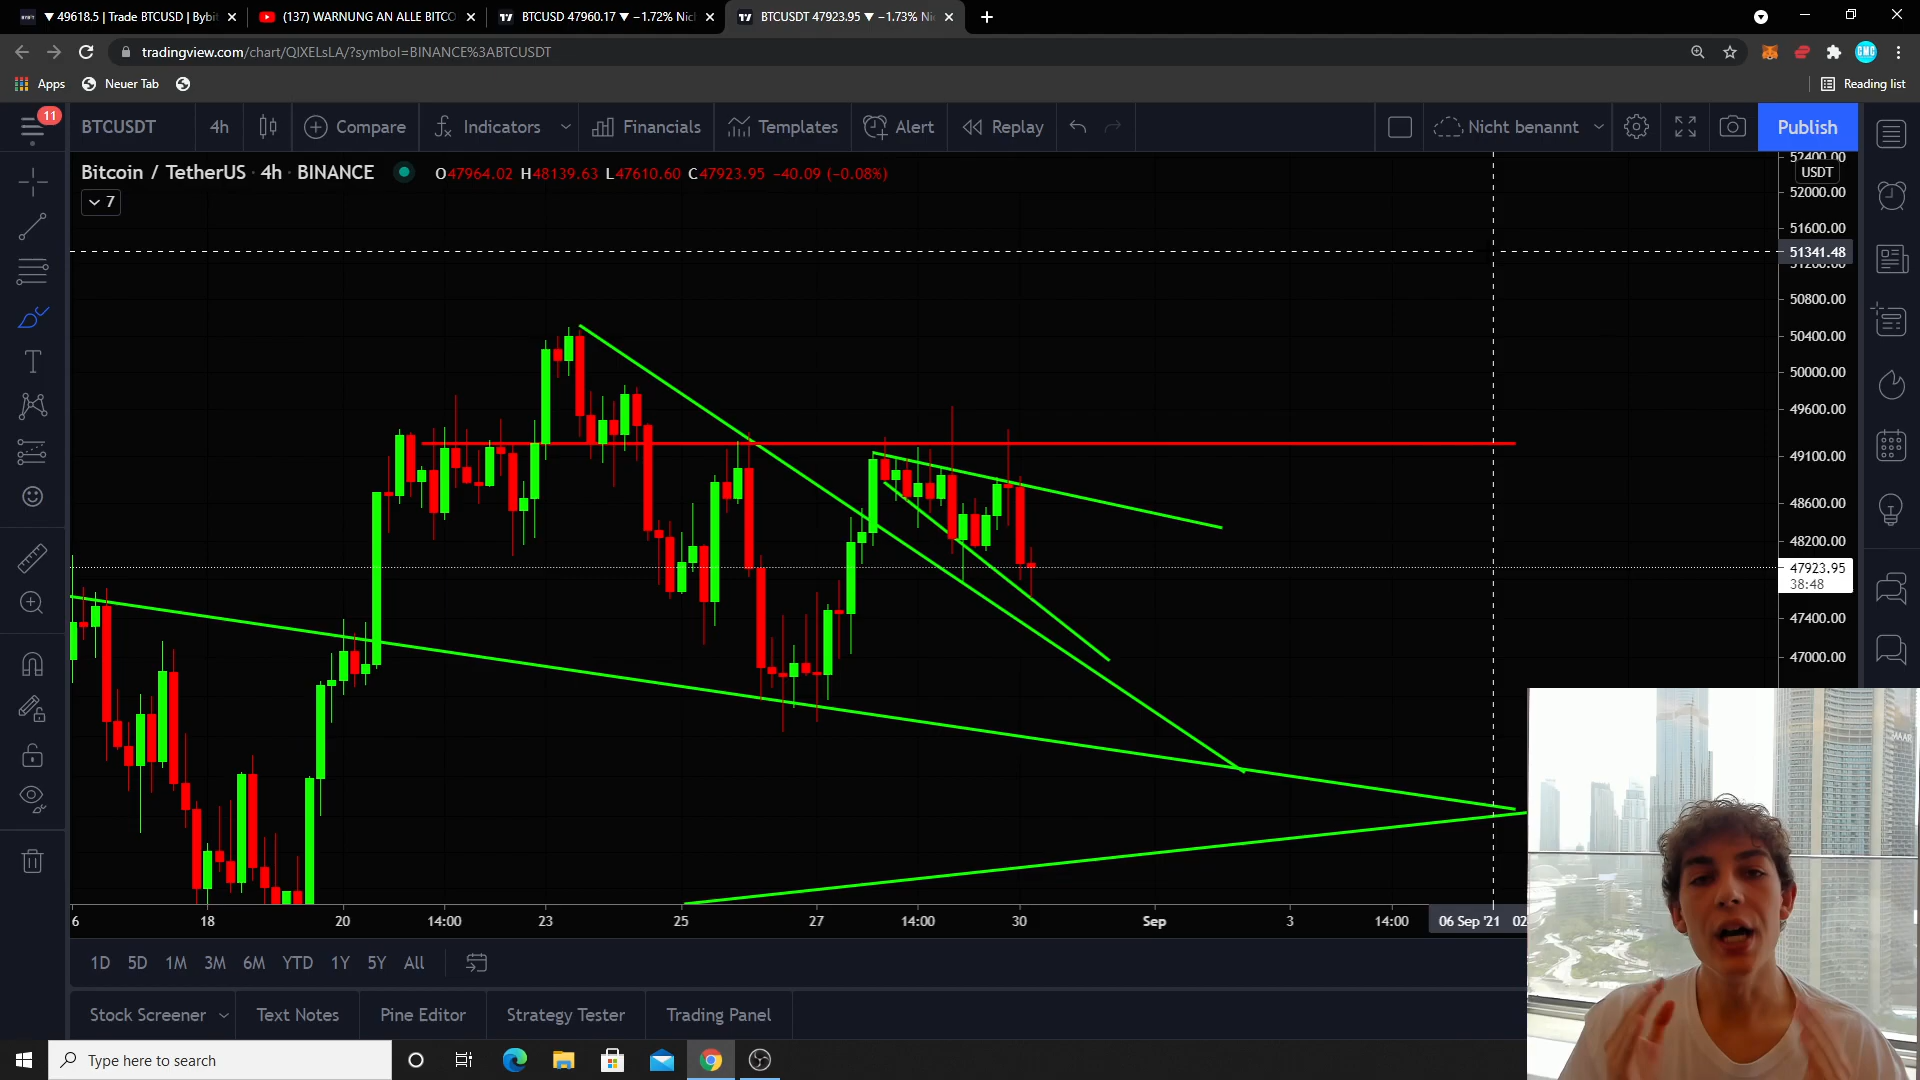 ▼ 49618.5 | Trade BTCUSD | Bybi
(137) WARNUNG AN ALLE BITCO
BTCUSD 47960.17 ▼ −1.72% Nic
BTCUSDT 47923.95 ▼ −1.73% Ni
tradingview.com/chart/QIXELsLA/?symbol=BINANCE%3ABTCUSDT
Apps
Neuer Tab
Reading list
11
BTCUSDT
4h
Compare
Indicators
Financials
Templates
Alert
Replay
Nicht benannt
Publish
Bitcoin / TetherUS · 4h · BINANCE
O47964.02 H48139.63 L47610.60 C47923.95 −40.09 (−0.08%)
7
52400.00
USDT
52000.00
51600.00
51341.48
51200.00
50800.00
50400.00
50000.00
49600.00
49100.00
48600.00
48200.00
47923.95
38:48
47400.00
47000.00
6
18
20
14:00
23
25
27
14:00
30
Sep
3
14:00
06 Sep '21 02
1D
5D
1M
3M
6M
YTD
1Y
5Y
All
Stock Screener
Text Notes
Pine Editor
Strategy Tester
Trading Panel
Type here to search